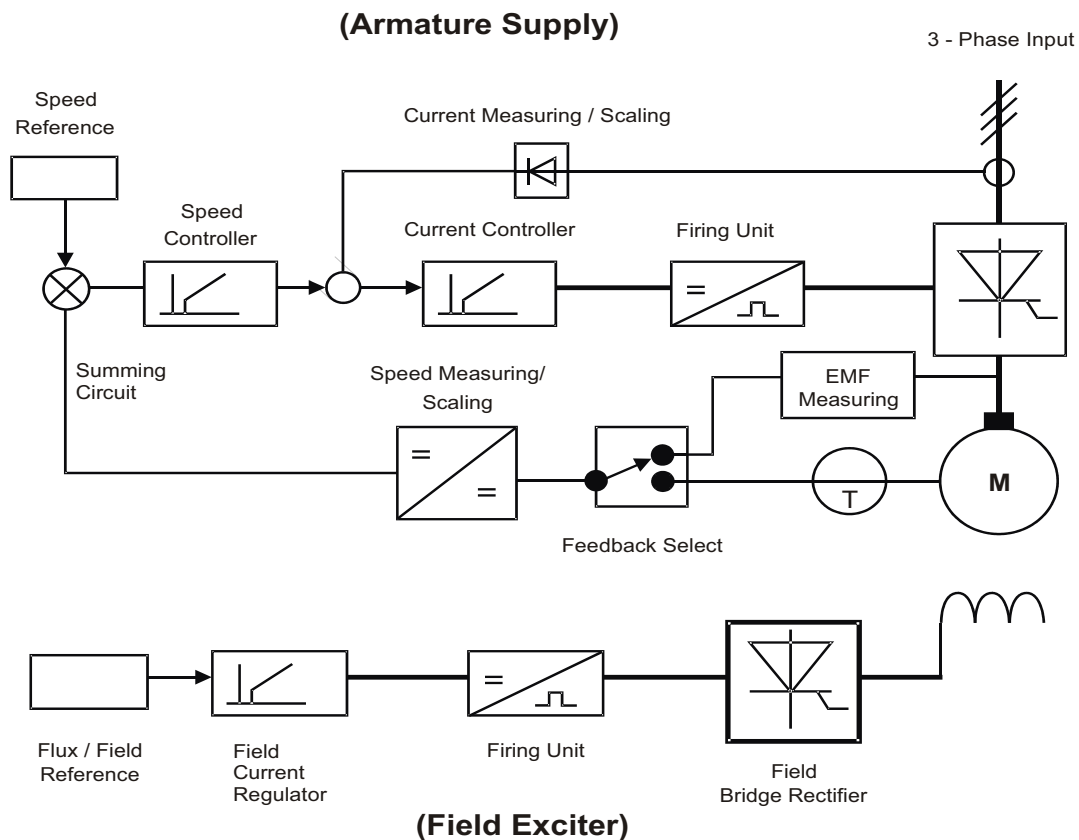 (Armature Supply)
3 - Phase Input
Speed
Reference
Current Measuring / Scaling
Speed
Controller
Current Controller
Firing Unit
=
Summing
Circuit
Speed Measuring/
Scaling
EMF
Measuring
=
=
T
M
Feedback Select
=
Flux / Field
Reference
Field
Current
Regulator
Firing Unit
Field
Bridge Rectifier
(Field Exciter)